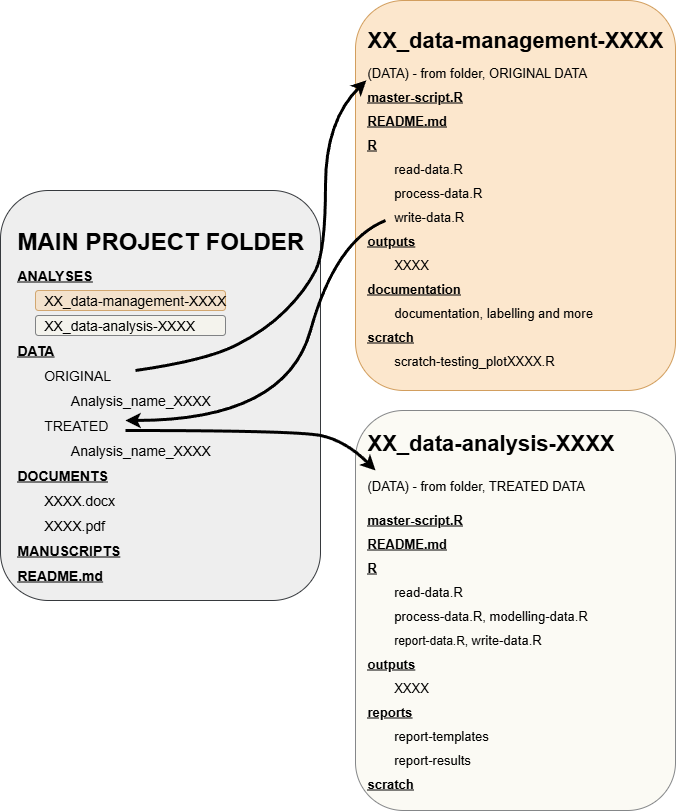 MAIN PROJECT FOLDER
ANALYSES
XX_data-management-XXXX
XX_data-analysis-XXXX
DATA
ORIGINAL
Analysis_name_XXXX
TREATED
Analysis_name_XXXX
DOCUMENTS
XXXX.docx
XXXX.pdf
MANUSCRIPTS
README.md
XX_data-management-XXXX
(DATA) - from folder, ORIGINAL DATA
master-script.R
README.md
R
read-data.R
process-data.R
write-data.R
outputs
XXXX
documentation
documentation, labelling and more
scratch
scratch-testing_plotXXXX.R
XX_data-analysis-XXXX
(DATA) - from folder, TREATED DATA
master-script.R
README.md
R
read-data.R
process-data.R, modelling-data.R
report-data.R, write-data.R
outputs
XXXX
reports
report-templates
report-results
scratch